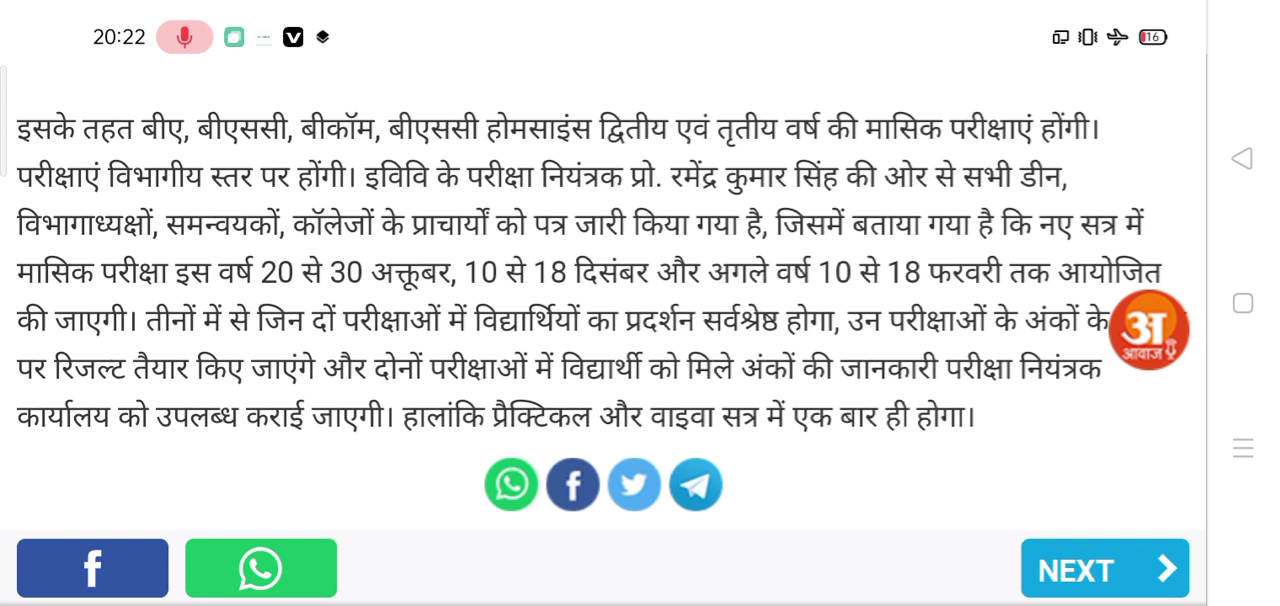 20:22
16
इसके तहत बीए, बीएससी, बीकॉम, बीएससी होमसाइंस द्वितीय एवं तृतीय वर्ष की मासिक परीक्षाएं होंगी।
परीक्षाएं विभागीय स्तर पर होंगी। इविवि के परीक्षा नियंत्रक प्रो. रमेंद्र कुमार सिंह की ओर से सभी डीन,
विभागाध्यक्षों, समन्वयकों, कॉलेजों के प्राचार्यों को पत्र जारी किया गया है, जिसमें बताया गया है कि नए सत्र में
मासिक परीक्षा इस वर्ष 20 से 30 अक्तूबर, 10 से 18 दिसंबर और अगले वर्ष 10 से 18 फरवरी तक आयोजित
की जाएगी। तीनों में से जिन दों परीक्षाओं में विद्यार्थियों का प्रदर्शन सर्वश्रेष्ठ होगा, उन परीक्षाओं के अंकों के
अ
आवाज
पर रिजल्ट तैयार किए जाएंगे और दोनों परीक्षाओं में विद्यार्थी को मिले अंकों की जानकारी परीक्षा नियंत्रक
कार्यालय को उपलब्ध कराई जाएगी। हालांकि प्रैक्टिकल और वाइवा सत्र में एक बार ही होगा।
NEXT